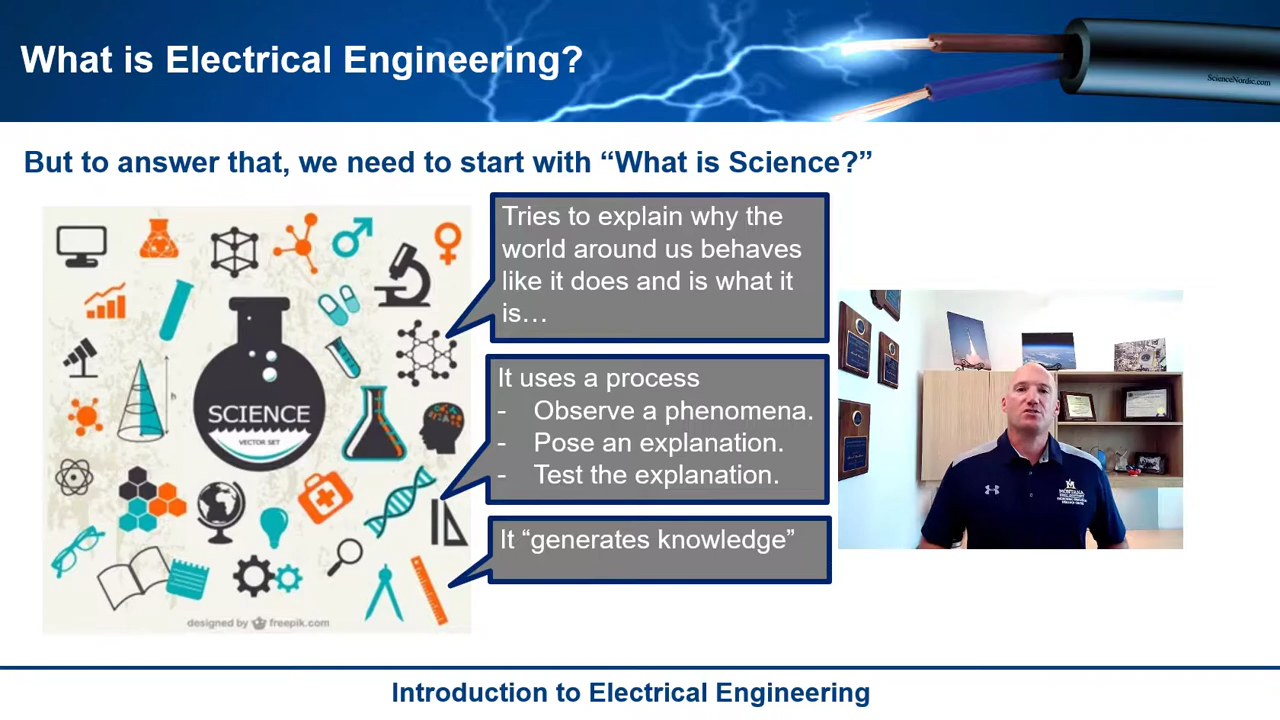 What is Electrical Engineering?
ScienceNordic.com
But to answer that, we need to start with “What is Science?”
Tries to explain why the
world around us behaves
like it does and is what it
is…
It uses a process
- Observe a phenomena.
- Pose an explanation.
- Test the explanation.
It “generates knowledge”
h
SCIENCE
VECTOR SET
designed by freepik.com
M
MONTANA
Introduction to Electrical Engineering